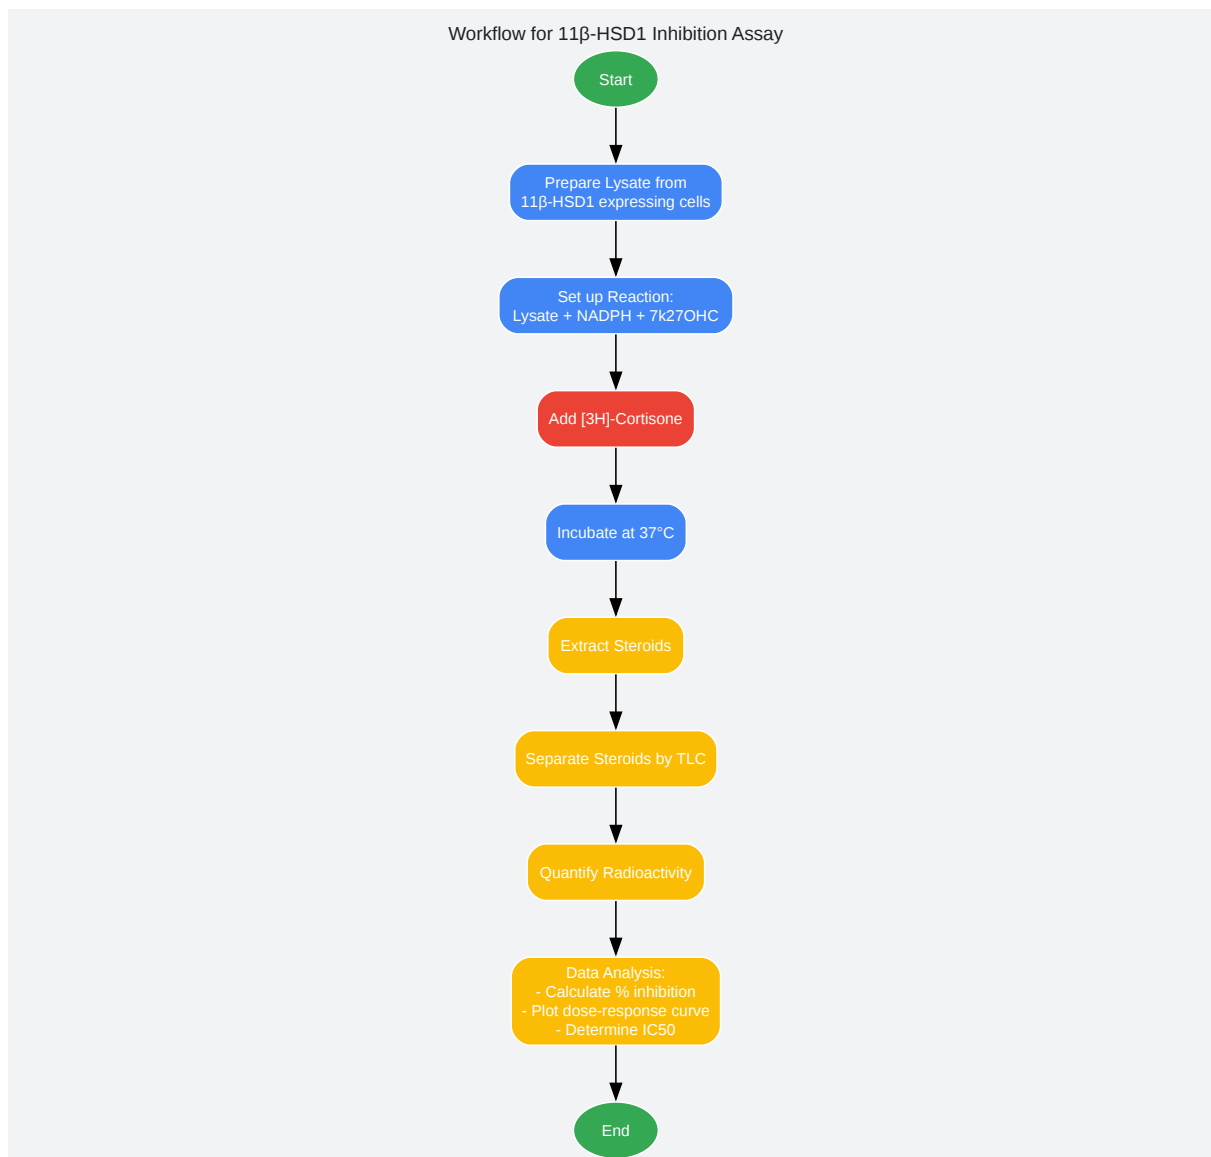 Workflow for 11β-HSD1 Inhibition Assay
Start
Prepare Lysate from
11β-HSD1 expressing cells
Set up Reaction:
Lysate + NADPH + 7k27OHC
Add [3H]-Cortisone
Incubate at 37°C
Extract Steroids
Separate Steroids by TLC
Quantify Radioactivity
Data Analysis:
- Calculate % inhibition
- Plot dose-response curve
- Determine IC50
End